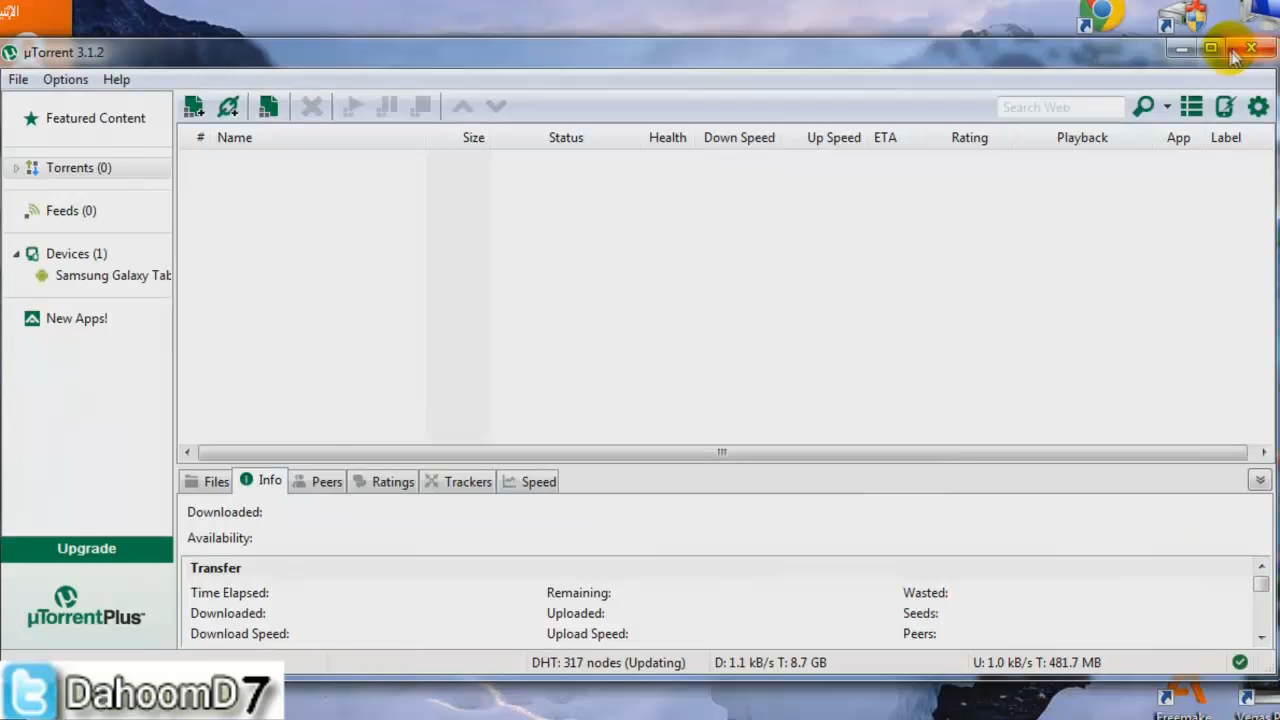 الإثنين
µTorrent 3.1.2
File Options Help
Featured Content
Search Web
# Name Size Status Health Down Speed Up Speed ETA Rating Playback App Label
Torrents (0)
Feeds (0)
Devices (1)
Samsung Galaxy Tab
New Apps!
Files Info Peers Ratings Trackers Speed
Downloaded:
Availability:
Upgrade
Transfer
Time Elapsed: Remaining: Wasted:
µTorrentPlus
Downloaded: Uploaded: Seeds:
Download Speed: Upload Speed: Peers:
DHT: 317 nodes (Updating) D: 1.1 kB/s T: 8.7 GB U: 1.0 kB/s T: 481.7 MB
DahoomD7
Freemake Vegas